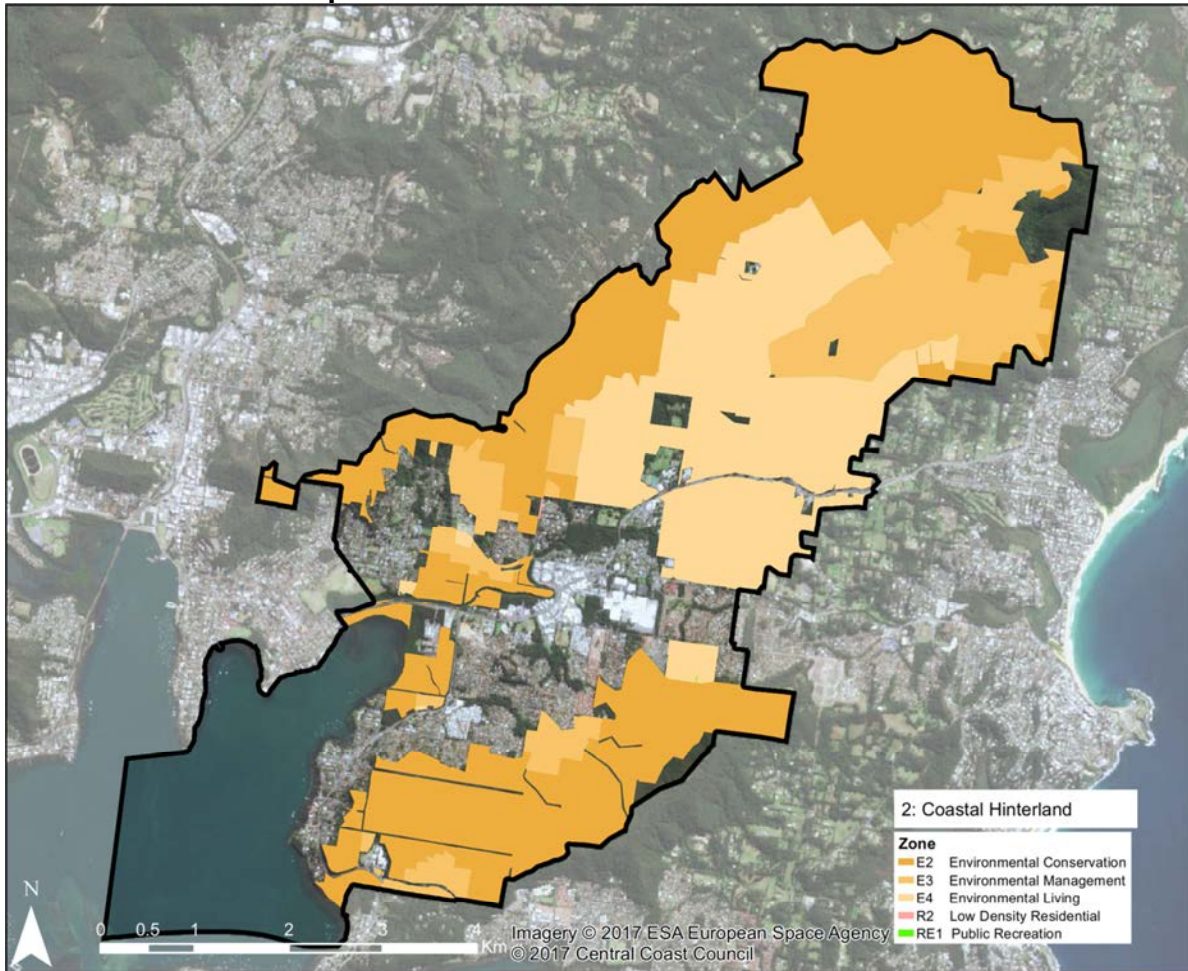 2: Coastal Hinterland
Zone
E2 Environmental Conservation
E3 Environmental Management
E4 Environmental Living
R2 Low Density Residential
RE1 Public Recreation
N
0 0.5 1 2 3 4
Km
Imagery © 2017 ESA European Space Agency
© 2017 Central Coast Council